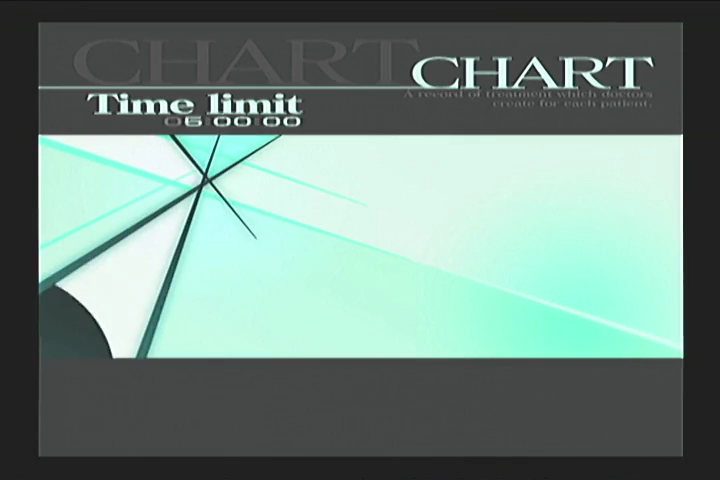 CHART
CHART
A record of treatment which doctors
create for each patient.
Time limit
05:00:00